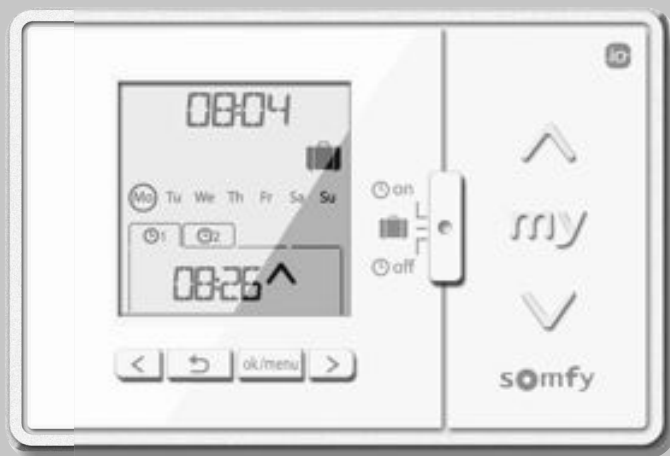 io
08:04
Mo Tu We Th Fr Sa Su
1 2
08:26
on
off
my
< ok/menu >
somfy